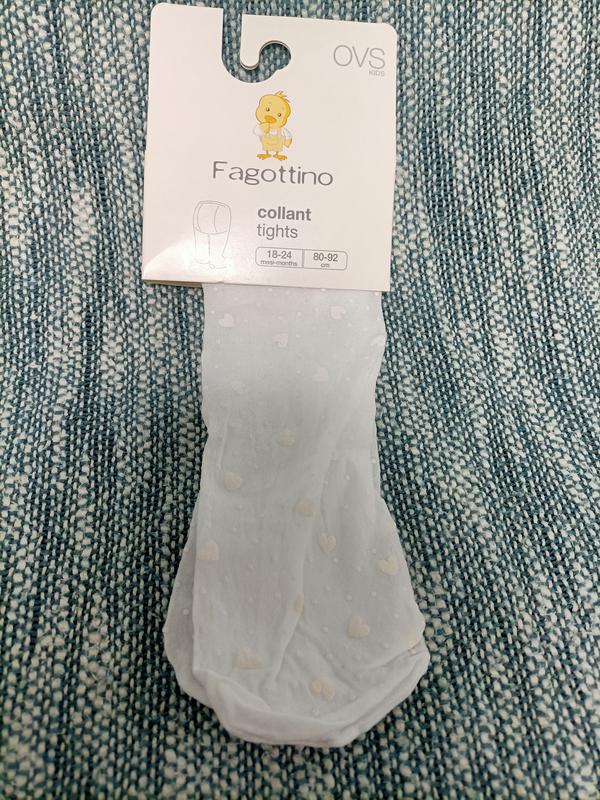 OVS
KIDS
Fagottino
collant
tights
18-24 80-92
mesi-months cm